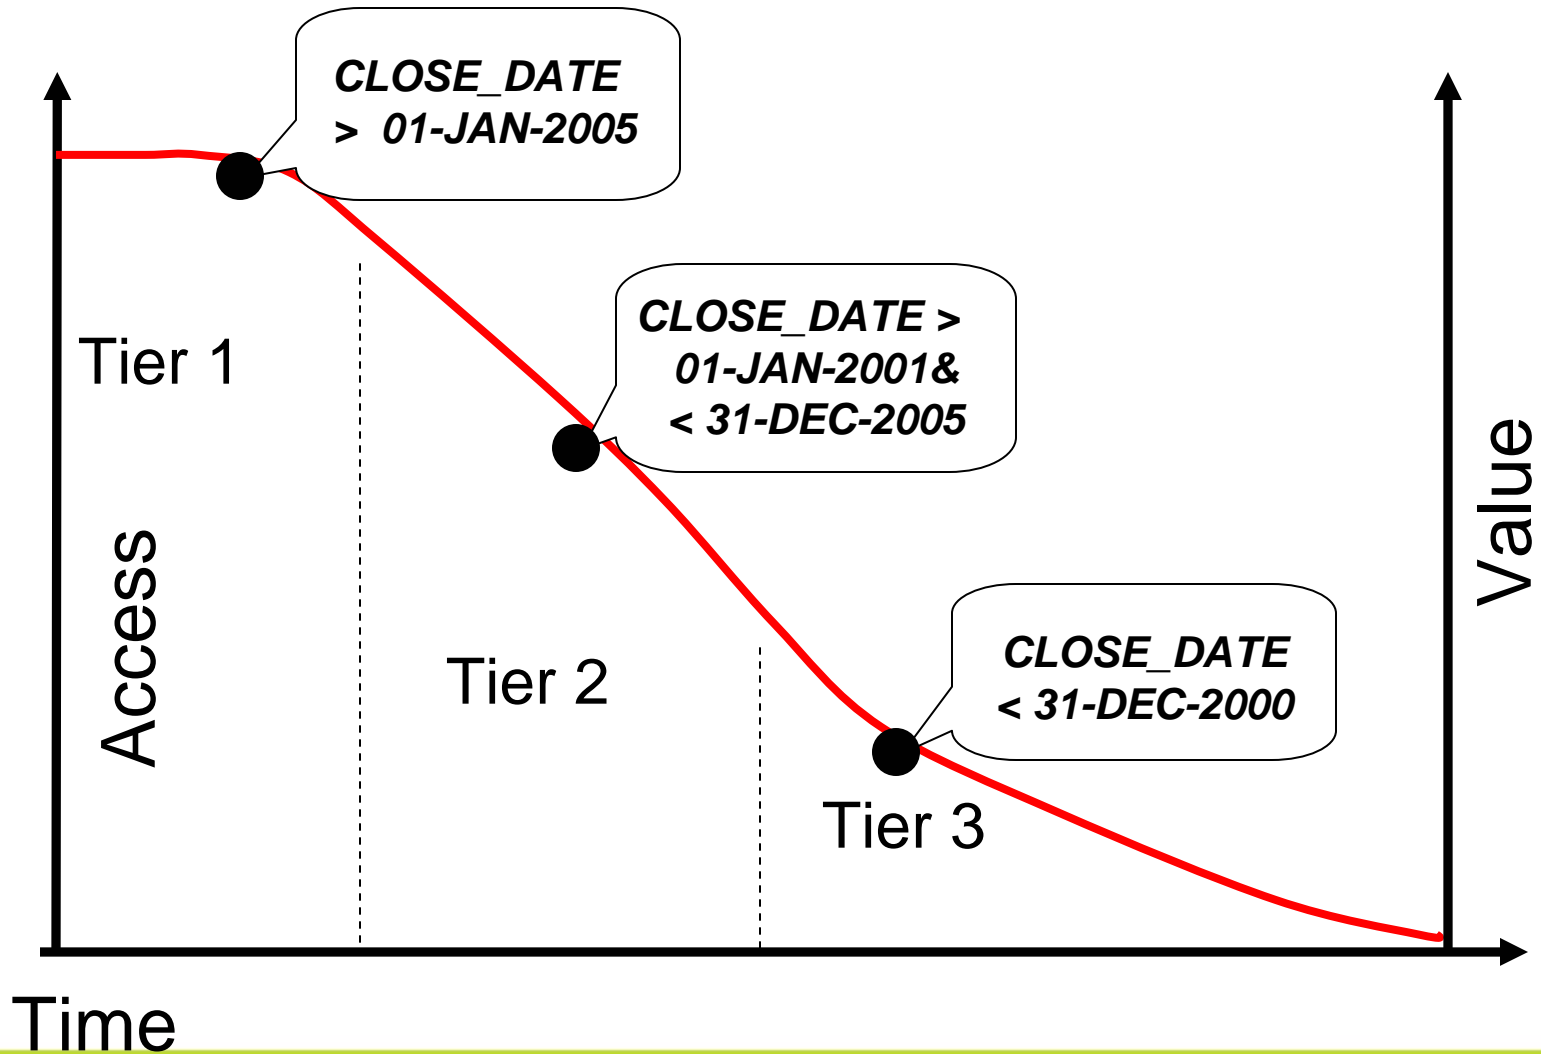 CLOSE_DATE
> 01-JAN-2005
CLOSE_DATE >
01-JAN-2001&
< 31-DEC-2005
Tier 1
Value
Access
CLOSE_DATE
< 31-DEC-2000
Tier 2
Tier 3
Time